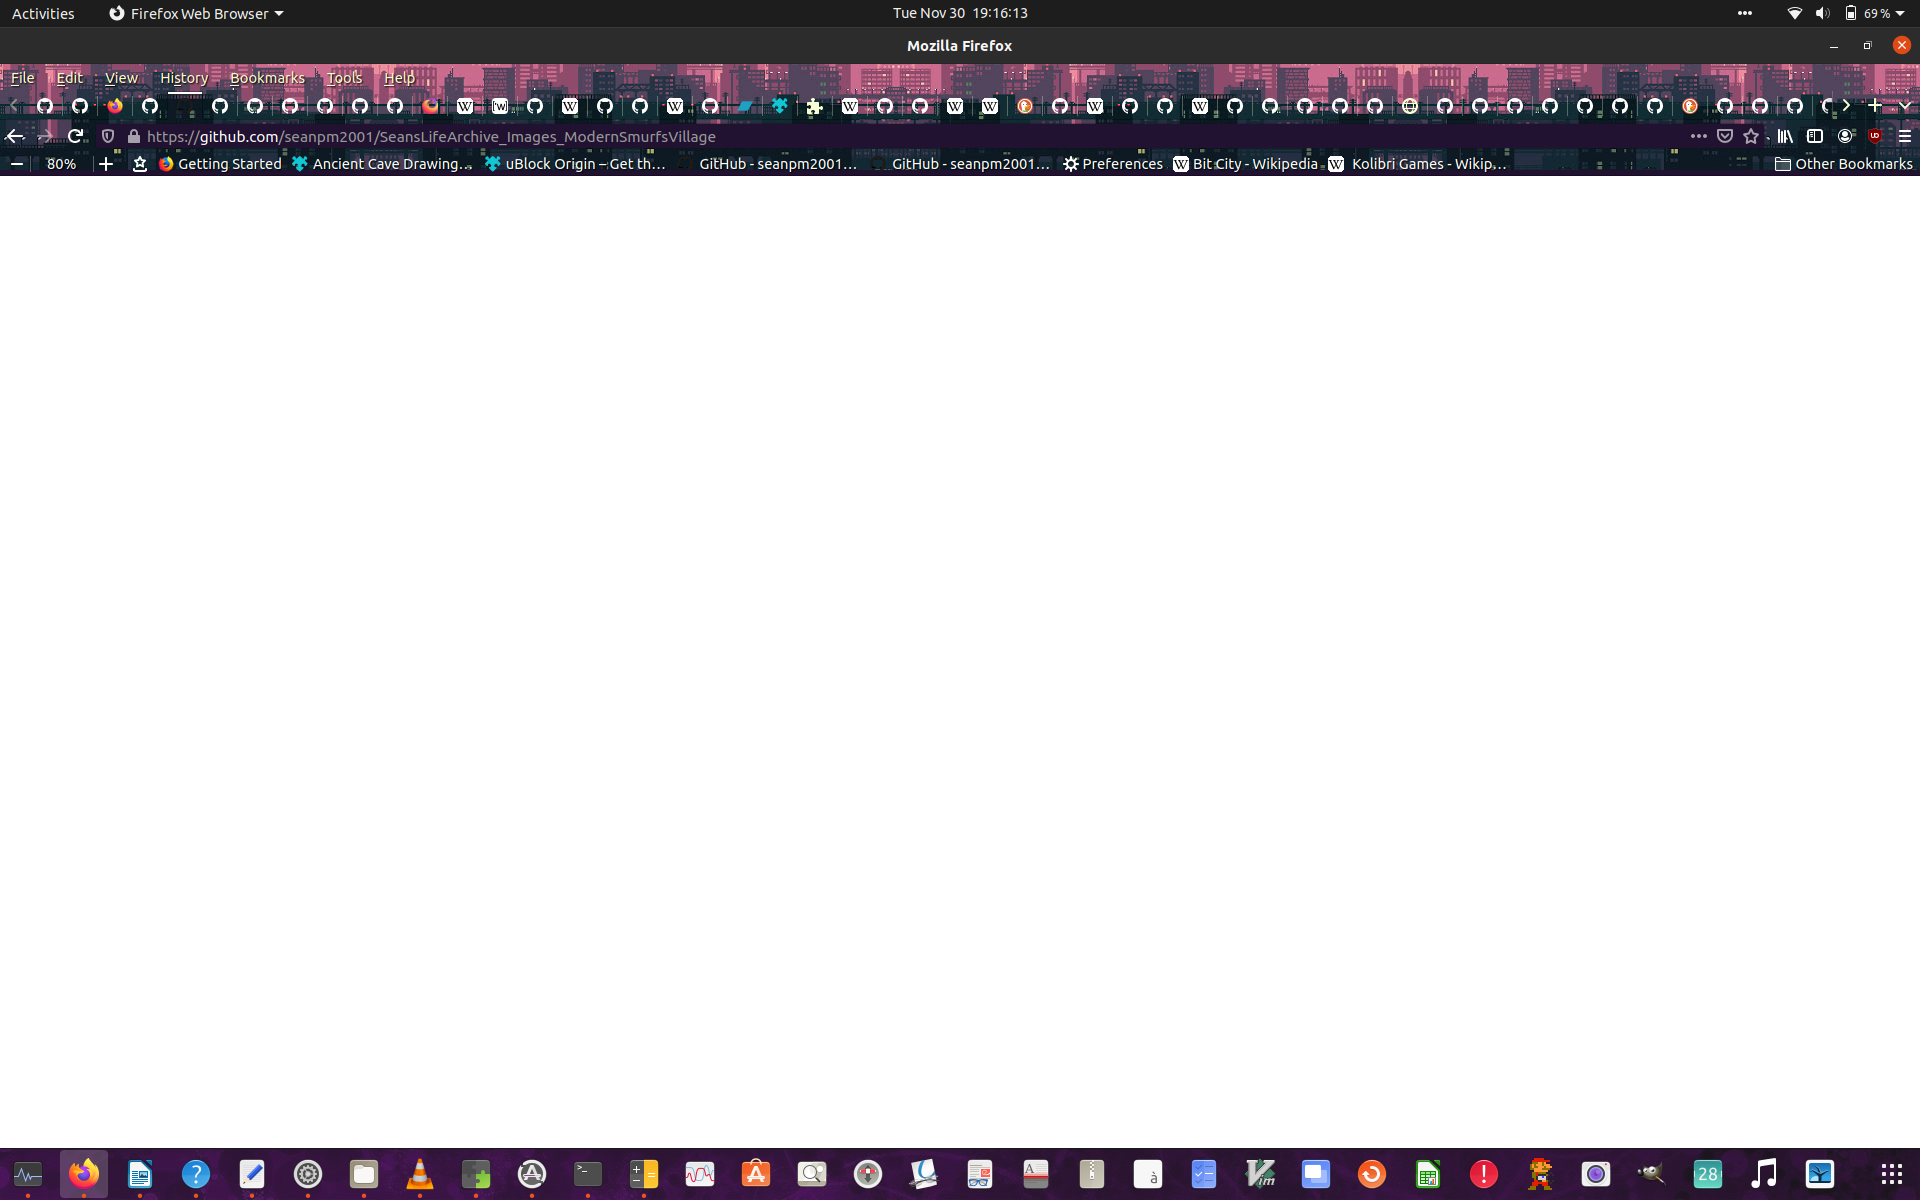 Activities Firefox Web Browser Tue Nov 30 19:16:13 69 %
Mozilla Firefox
File Edit View History Bookmarks Tools Help
https://github.com/seanpm2001/SeansLifeArchive_Images_ModernSmurfsVillage
80% Getting Started Ancient Cave Drawing… uBlock Origin – Get th… GitHub - seanpm2001… GitHub - seanpm2001… Preferences Bit City - Wikipedia Kolibri Games - Wikip… Other Bookmarks
28